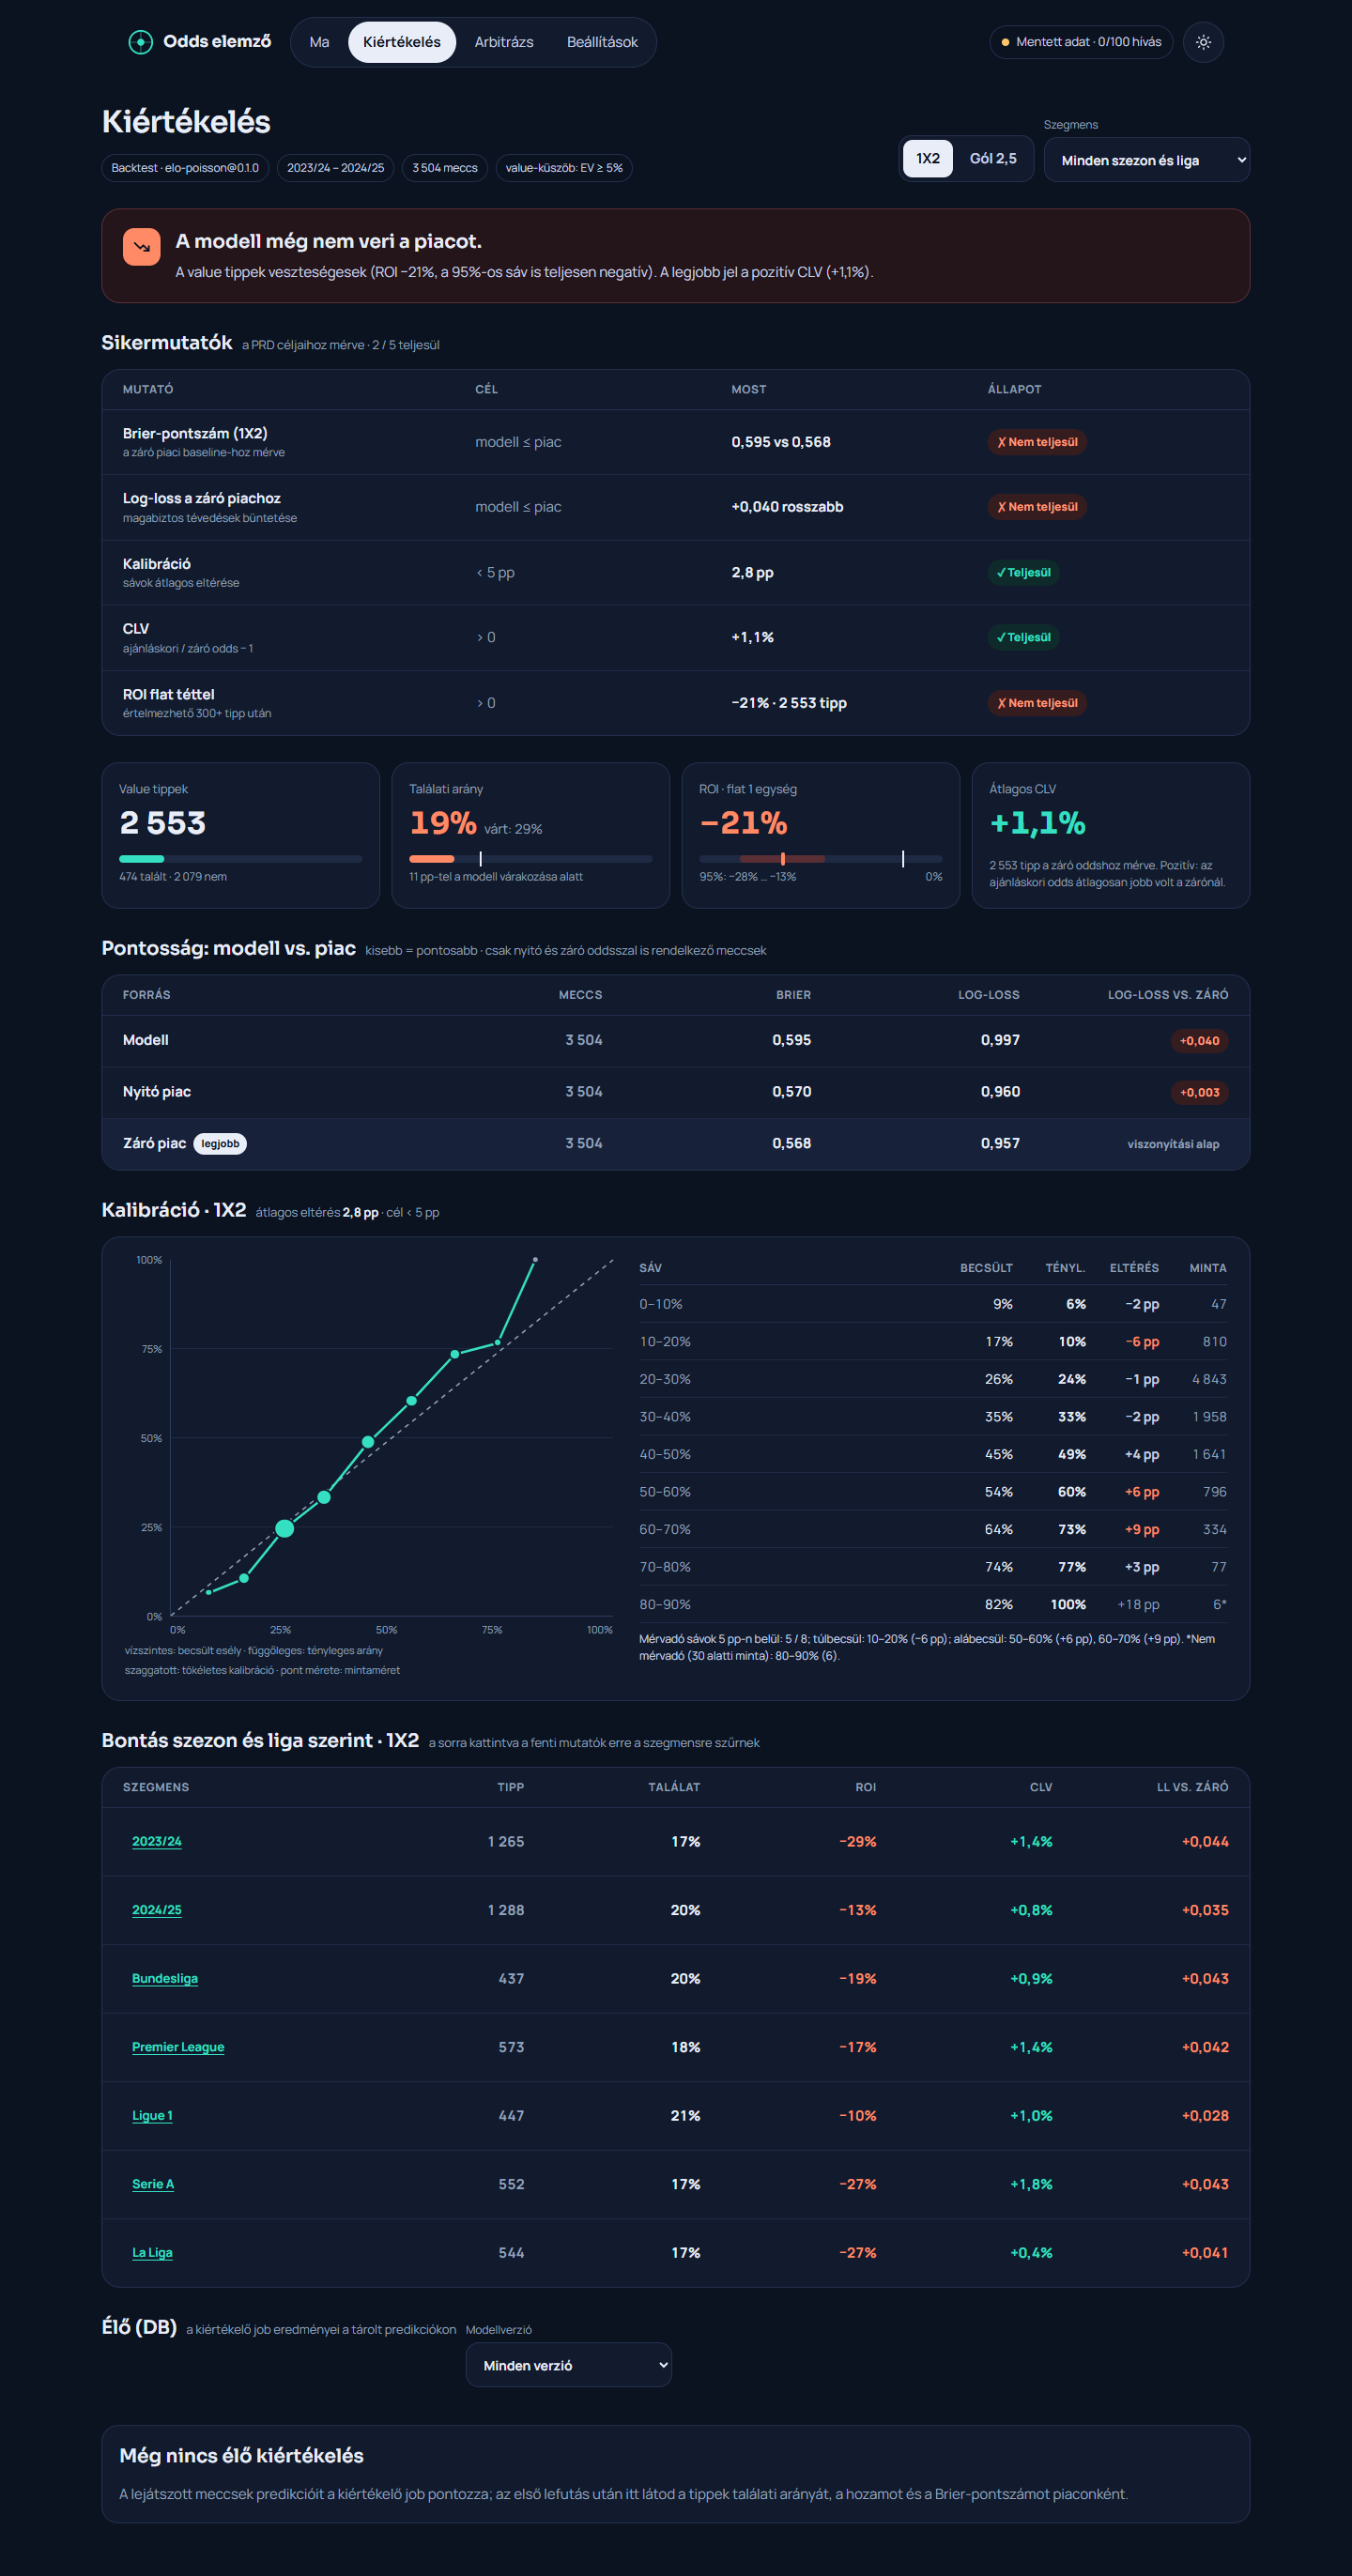 Odds elemző
Ma
Kiértékelés
Arbitrázs
Beállítások
Mentett adat · 0/100 hívás
Kiértékelés
Backtest · elo-poisson@0.1.0
2023/24 – 2024/25
3 504 meccs
value-küszöb: EV ≥ 5%
1X2
Gól 2,5
Szegmens
Minden szezon és liga
A modell még nem veri a piacot.
A value tippek veszteségesek (ROI −21%, a 95%-os sáv is teljesen negatív). A legjobb jel a pozitív CLV (+1,1%).
Sikermutatók a PRD céljaihoz mérve · 2 / 5 teljesül
MUTATÓ CÉL MOST ÁLLAPOT
Brier-pontszám (1X2)
a záró piaci baseline-hoz mérve
modell ≤ piac
0,595 vs 0,568
✗ Nem teljesül
Log-loss a záró piachoz
magabiztos tévedések büntetése
modell ≤ piac
+0,040 rosszabb
✗ Nem teljesül
Kalibráció
sávok átlagos eltérése
< 5 pp
2,8 pp
✓ Teljesül
CLV
ajánláskori / záró odds − 1
> 0
+1,1%
✓ Teljesül
ROI flat téttel
értelmezhető 300+ tipp után
> 0
−21% · 2 553 tipp
✗ Nem teljesül
Value tippek
2 553
474 talált · 2 079 nem
Találati arány
19% várt: 29%
11 pp-tel a modell várakozása alatt
ROI · flat 1 egység
−21%
95%: −28% … −13% 0%
Átlagos CLV
+1,1%
2 553 tipp a záró oddshoz mérve. Pozitív: az
ajánláskori odds átlagosan jobb volt a zárónál.
Pontosság: modell vs. piac kisebb = pontosabb · csak nyitó és záró oddsszal is rendelkező meccsek
FORRÁS MECCS BRIER LOG-LOSS LOG-LOSS VS. ZÁRÓ
Modell 3 504 0,595 0,997 +0,040
Nyitó piac 3 504 0,570 0,960 +0,003
Záró piac legjobb 3 504 0,568 0,957 viszonyítási alap
Kalibráció · 1X2 átlagos eltérés 2,8 pp · cél < 5 pp
100%
75%
50%
25%
0%
0% 25% 50% 75% 100%
vízszintes: becsült esély · függőleges: tényleges arány
szaggatott: tökéletes kalibráció · pont mérete: mintaméret
SÁV BECSÜLT TÉNYL. ELTÉRÉS MINTA
0–10% 9% 6% −2 pp 47
10–20% 17% 10% −6 pp 810
20–30% 26% 24% −1 pp 4 843
30–40% 35% 33% −2 pp 1 958
40–50% 45% 49% +4 pp 1 641
50–60% 54% 60% +6 pp 796
60–70% 64% 73% +9 pp 334
70–80% 74% 77% +3 pp 77
80–90% 82% 100% +18 pp 6*
Mérvadó sávok 5 pp-n belül: 5 / 8; túlbecsül: 10–20% (−6 pp); alábecsül: 50–60% (+6 pp), 60–70% (+9 pp). *Nem
mérvadó (30 alatti minta): 80–90% (6).
Bontás szezon és liga szerint · 1X2 a sorra kattintva a fenti mutatók erre a szegmensre szűrnek
SZEGMENS TIPP TALÁLAT ROI CLV LL VS. ZÁRÓ
2023/24 1 265 17% −29% +1,4% +0,044
2024/25 1 288 20% −13% +0,8% +0,035
Bundesliga 437 20% −19% +0,9% +0,043
Premier League 573 18% −17% +1,4% +0,042
Ligue 1 447 21% −10% +1,0% +0,028
Serie A 552 17% −27% +1,8% +0,043
La Liga 544 17% −27% +0,4% +0,041
Élő (DB) a kiértékelő job eredményei a tárolt predikciókon Modellverzió
Minden verzió
Még nincs élő kiértékelés
A lejátszott meccsek predikcióit a kiértékelő job pontozza; az első lefutás után itt látod a tippek találati arányát, a hozamot és a Brier-pontszámot piaconként.